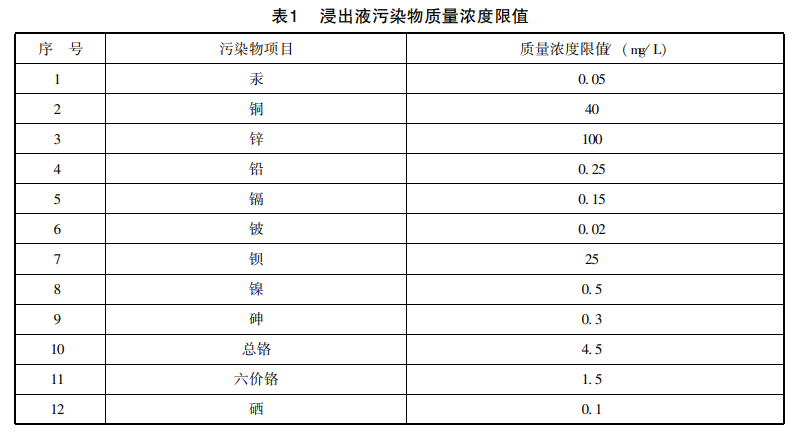 表1 浸出液污染物质量浓度限值
序 号 污染物项目 质量浓度限值/ (mg/L)
1 汞 0.05
2 铜 40
3 锌 100
4 铅 0.25
5 镉 0.15
6 铍 0.02
7 钡 25
8 镍 0.5
9 砷 0.3
10 总铬 4.5
11 六价铬 1.5
12 硒 0.1